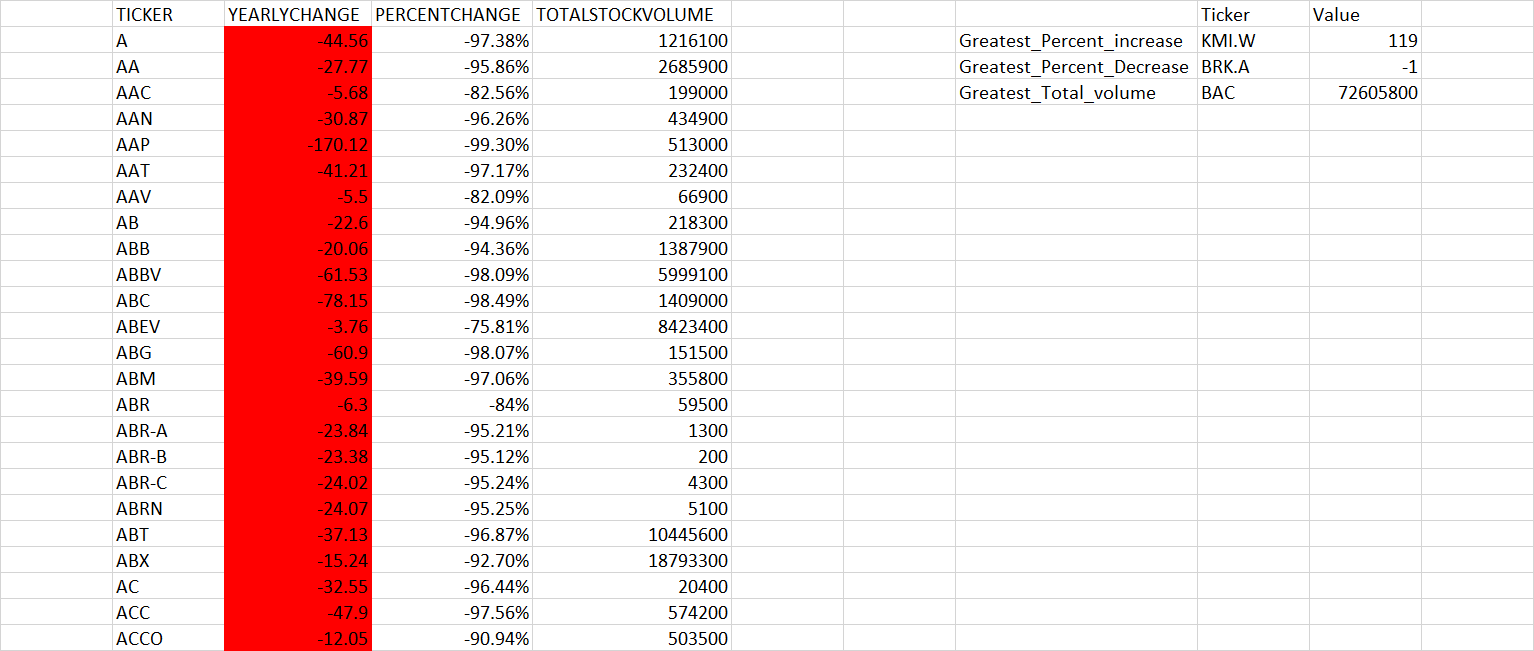 TICKER YEARLYCHANGE PERCENTCHANGE TOTALSTOCKVOLUME Ticker Value
A -44.56 -97.38% 1216100 Greatest_Percent_increase KMI.W 119
AA -27.77 -95.86% 2685900 Greatest_Percent_Decrease BRK.A -1
AAC -5.68 -82.56% 199000 Greatest_Total_volume BAC 72605800
AAN -30.87 -96.26% 434900
AAP -170.12 -99.30% 513000
AAT -41.21 -97.17% 232400
AAV -5.5 -82.09% 66900
AB -22.6 -94.96% 218300
ABB -20.06 -94.36% 1387900
ABBV -61.53 -98.09% 5999100
ABC -78.15 -98.49% 1409000
ABEV -3.76 -75.81% 8423400
ABG -60.9 -98.07% 151500
ABM -39.59 -97.06% 355800
ABR -6.3 -84% 59500
ABR-A -23.84 -95.21% 1300
ABR-B -23.38 -95.12% 200
ABR-C -24.02 -95.24% 4300
ABRN -24.07 -95.25% 5100
ABT -37.13 -96.87% 10445600
ABX -15.24 -92.70% 18793300
AC -32.55 -96.44% 20400
ACC -47.9 -97.56% 574200
ACCO -12.05 -90.94% 503500